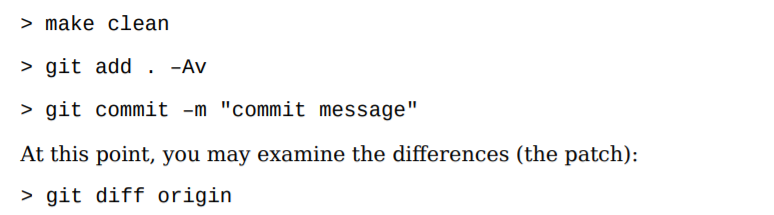 > make clean
> git add . –Av
> git commit –m "commit message"
At this point, you may examine the differences (the patch):
> git diff origin